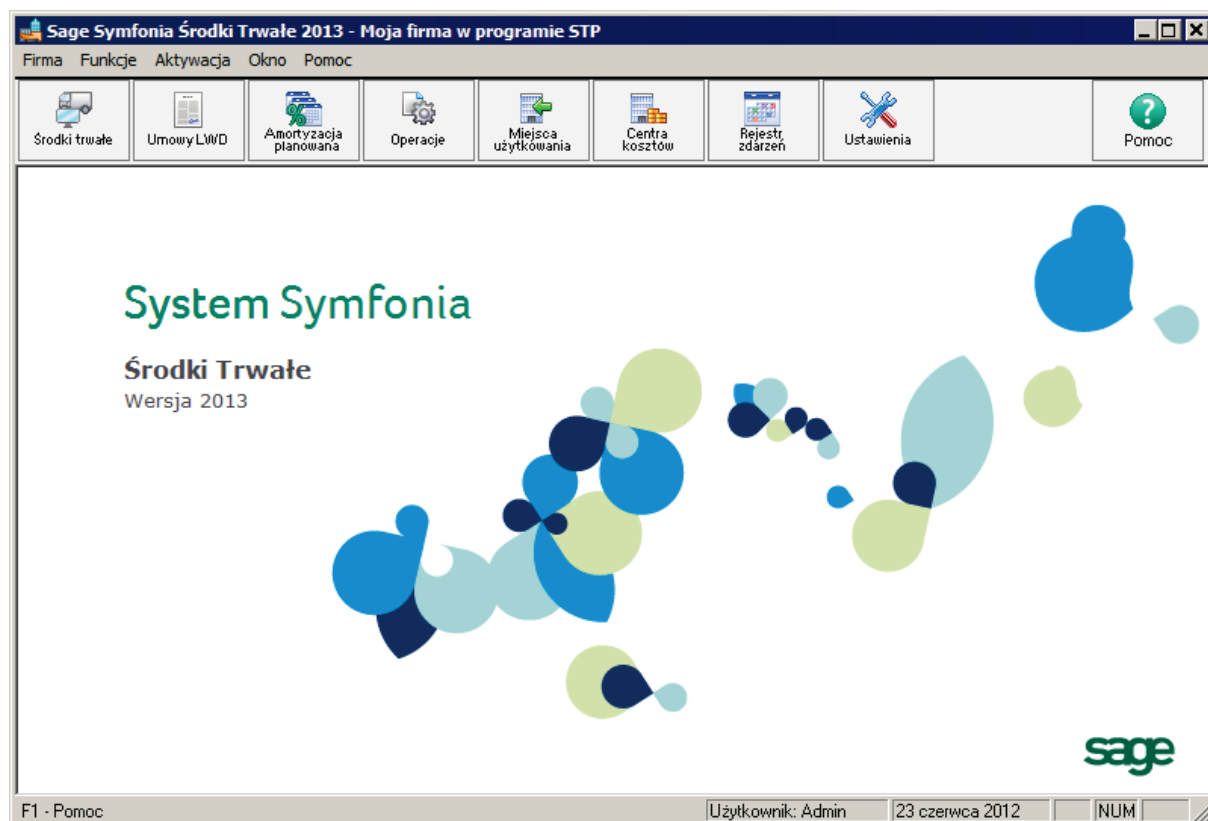 Sage Symfonia Środki Trwałe 2013 - Moja firma w programie STP
Firma Funkcje Aktywacja Okno Pomoc
Środki trwałe
Umowy LWD
Amortyzacja
planowana
Operacje
Miejsca
użytkowania
Centra
kosztów
Rejestr
zdarzeń
Ustawienia
Pomoc
System Symfonia
Środki Trwałe
Wersja 2013
sage
F1 - Pomoc Użytkownik: Admin 23 czerwca 2012 NUM